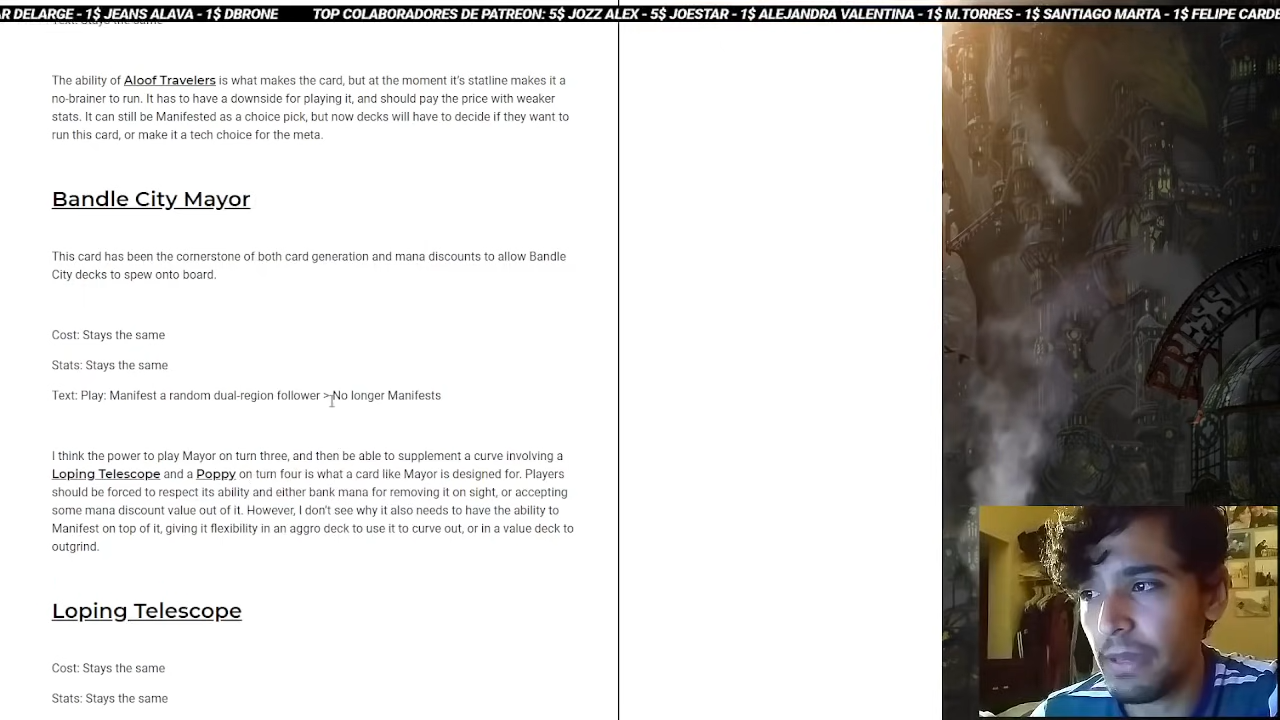 AR DELARGE - 1$ JEANS ALAVA - 1$ DBRONE TOP COLABORADORES DE PATREON: 5$ JOZZ ALEX - 5$ JOESTAR - 1$ ALEJANDRA VALENTINA - 1$ M.TORRES - 1$ SANTIAGO MARTA - 1$ FELIPE CARDE
The ability of Aloof Travelers is what makes the card, but at the moment it's statline makes it a
no-brainer to run. It has to have a downside for playing it, and should pay the price with weaker
stats. It can still be Manifested as a choice pick, but now decks will have to decide if they want to
run this card, or make it a tech choice for the meta.
Bandle City Mayor
This card has been the cornerstone of both card generation and mana discounts to allow Bandle
City decks to spew onto board.
Cost: Stays the same
Stats: Stays the same
Text: Play: Manifest a random dual-region follower > No longer Manifests
I think the power to play Mayor on turn three, and then be able to supplement a curve involving a
Loping Telescope and a Poppy on turn four is what a card like Mayor is designed for. Players
should be forced to respect its ability and either bank mana for removing it on sight, or accepting
some mana discount value out of it. However, I don't see why it also needs to have the ability to
Manifest on top of it, giving it flexibility in an aggro deck to use it to curve out, or in a value deck to
outgrind.
Loping Telescope
Cost: Stays the same
Stats: Stays the same
PRESSU